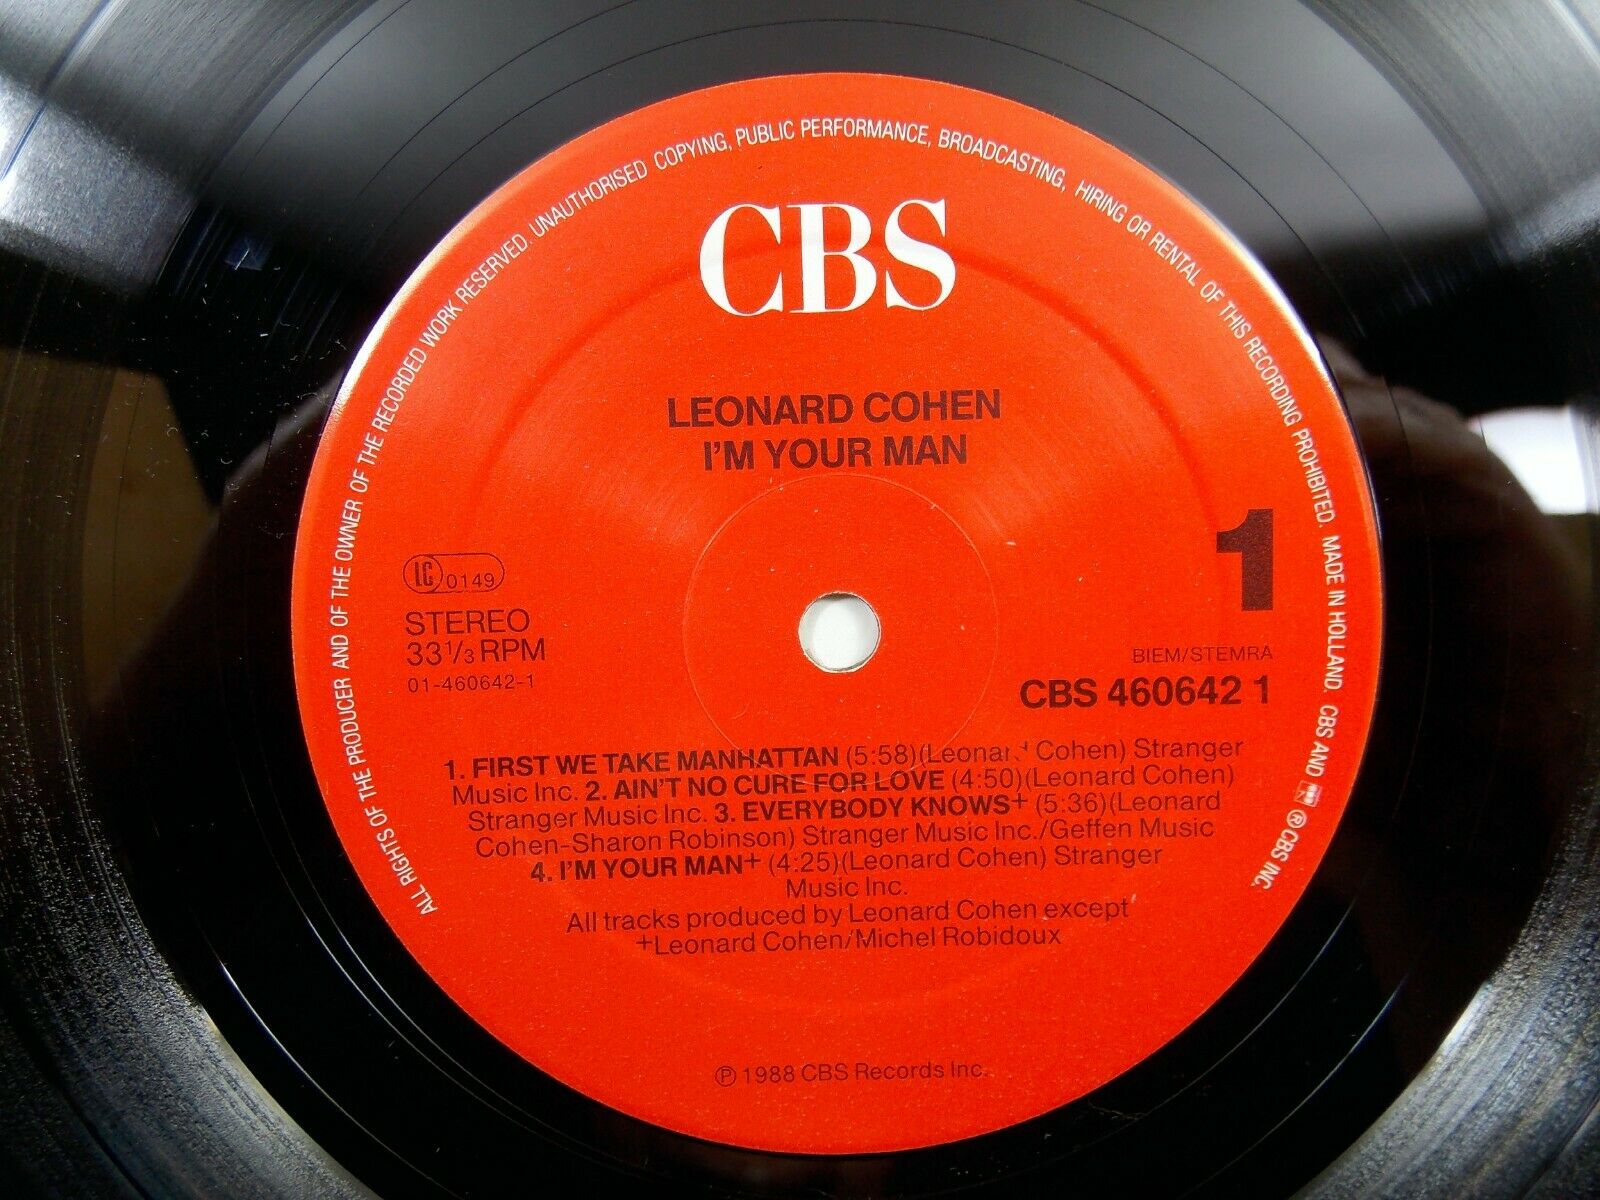 ALL RIGHTS OF THE PRODUCER AND OF THE OWNER OF THE RECORDED WORK RESERVED. UNAUTHORISED COPYING, PUBLIC PERFORMANCE, BROADCASTING, HIRING OR RENTAL OF THIS RECORDING PROHIBITED. MADE IN HOLLAND. CBS AND ® CBS INC.
CBS
LEONARD COHEN
I'M YOUR MAN
1
LC 0149
STEREO
33 1/3 RPM
01-460642-1
BIEM/STEMRA
CBS 460642 1
1. FIRST WE TAKE MANHATTAN (5:58)(Leonard Cohen) Stranger
Music Inc. 2. AIN'T NO CURE FOR LOVE (4:50)(Leonard Cohen)
Stranger Music Inc. 3. EVERYBODY KNOWS+ (5:36)(Leonard
Cohen-Sharon Robinson) Stranger Music Inc./Geffen Music
4. I'M YOUR MAN+ (4:25)(Leonard Cohen) Stranger
Music Inc.
All tracks produced by Leonard Cohen except
+Leonard Cohen/Michel Robidoux
℗ 1988 CBS Records Inc.